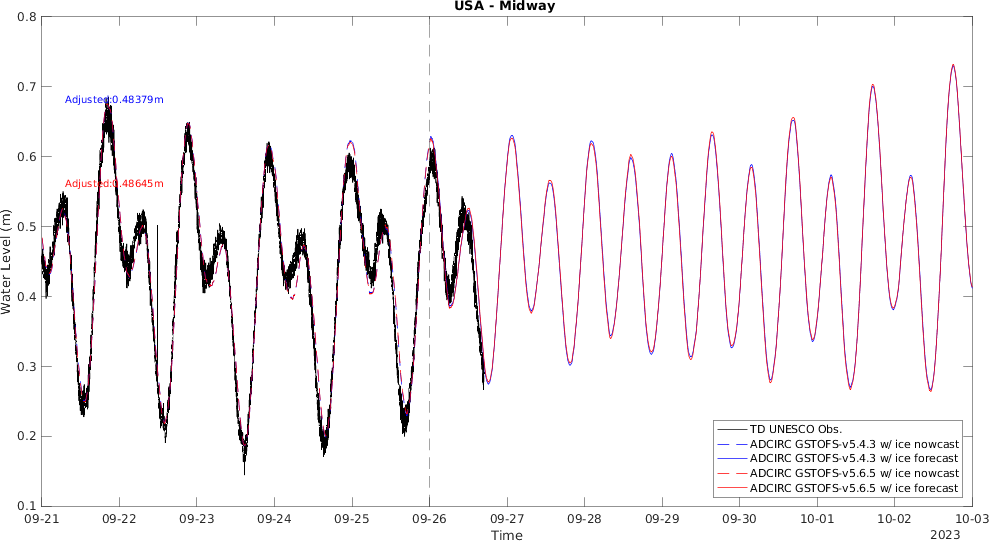 USA - Midway
0.8
0.7
0.6
0.5
0.4
0.3
0.2
0.1
Water Level (m)
Adjusted:0.48379m
Adjusted:0.48645m
TD UNESCO Obs.
ADCIRC GSTOFS-v5.4.3 w/ ice nowcast
ADCIRC GSTOFS-v5.4.3 w/ ice forecast
ADCIRC GSTOFS-v5.6.5 w/ ice nowcast
ADCIRC GSTOFS-v5.6.5 w/ ice forecast
09-21 09-22 09-23 09-24 09-25 09-26 09-27 09-28 09-29 09-30 10-01 10-02 10-03
Time
2023